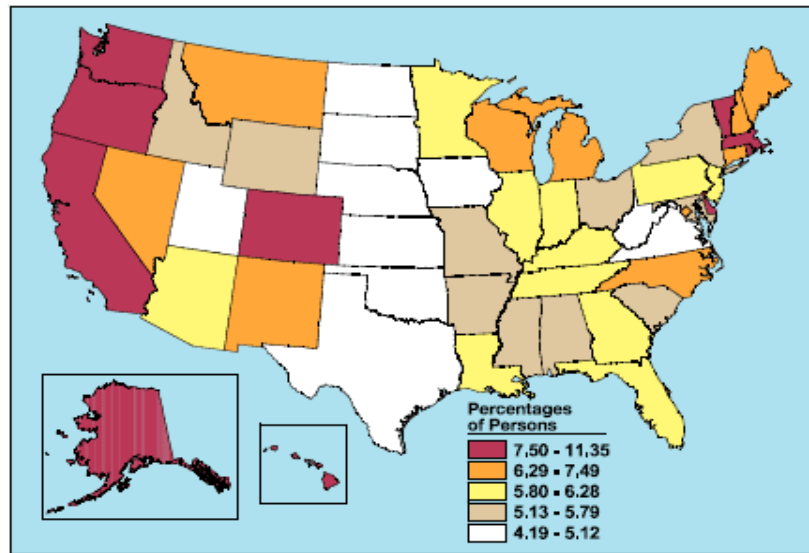 Percentages
of Persons
7.50 - 11.35
6.29 - 7.49
5.80 - 6.28
5.13 - 5.79
4.19 - 5.12